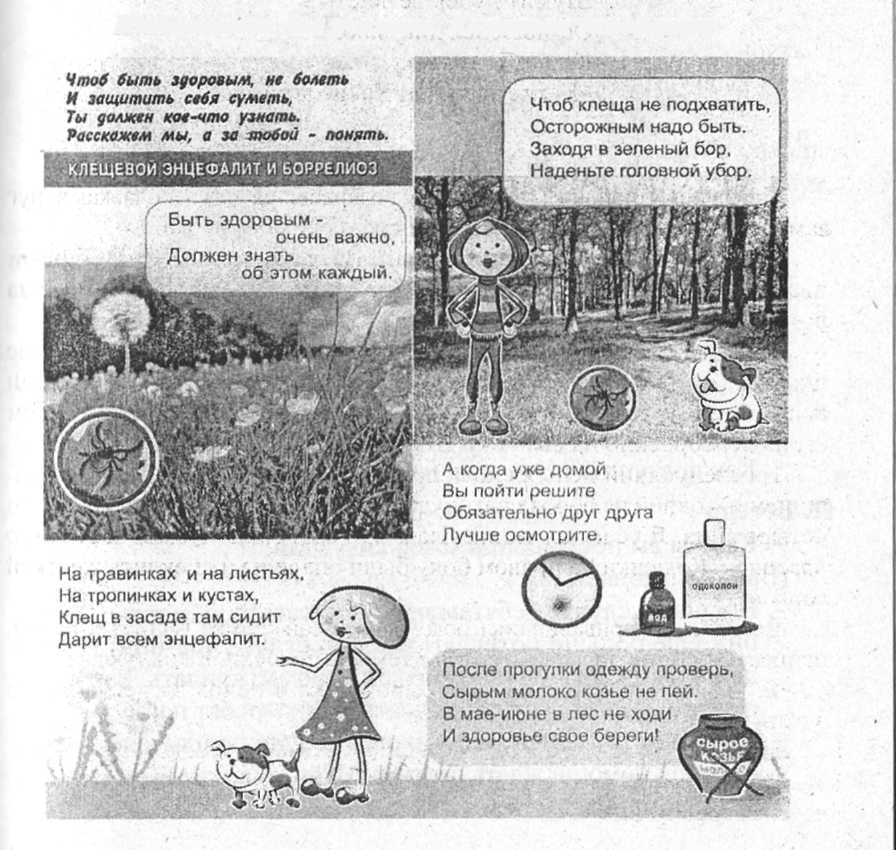 Чтоб быть здоровым, не болеть
И защитить себя суметь,
Ты должен кое-что узнать.
Расскажем мы, а за тобой - понять.
КЛЕЩЕВОЙ ЭНЦЕФАЛИТ И БОРРЕЛИОЗ
Быть здоровым -
очень важно,
Должен знать
об этом каждый.
Чтоб клеща не подхватить,
Осторожным надо быть.
Заходя в зеленый бор,
Наденьте головной убор.
На травинках и на листьях,
На тропинках и кустах,
Клещ в засаде там сидит
Дарит всем энцефалит.
А когда уже домой
Вы пойти решите
Обязательно друг друга
Лучше осмотрите.
йод
одоколон
После прогулки одежду проверь,
Сырым молоко козье не пей.
В мае-июне в лес не ходи
И здоровье свое береги!
сырое
козье
молоко